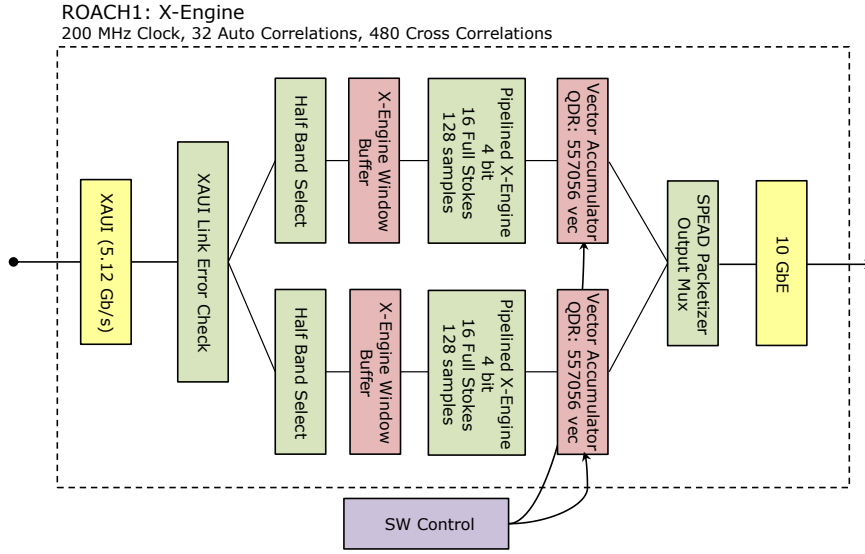 ROACH1: X-Engine
200 MHz Clock, 32 Auto Correlations, 480 Cross Correlations
XAUI (5.12 Gb/s)
XAUI Link Error Check
Half Band Select
X-Engine Window
Buffer
Pipelined X-Engine
4 bit
16 Full Stokes
128 samples
Vector Accumulator
QDR: 557056 vec
Half Band Select
X-Engine Window
Buffer
Pipelined X-Engine
4 bit
16 Full Stokes
128 samples
Vector Accumulator
QDR: 557056 vec
SPEAD Packetizer
Output Mux
10 GbE
SW Control